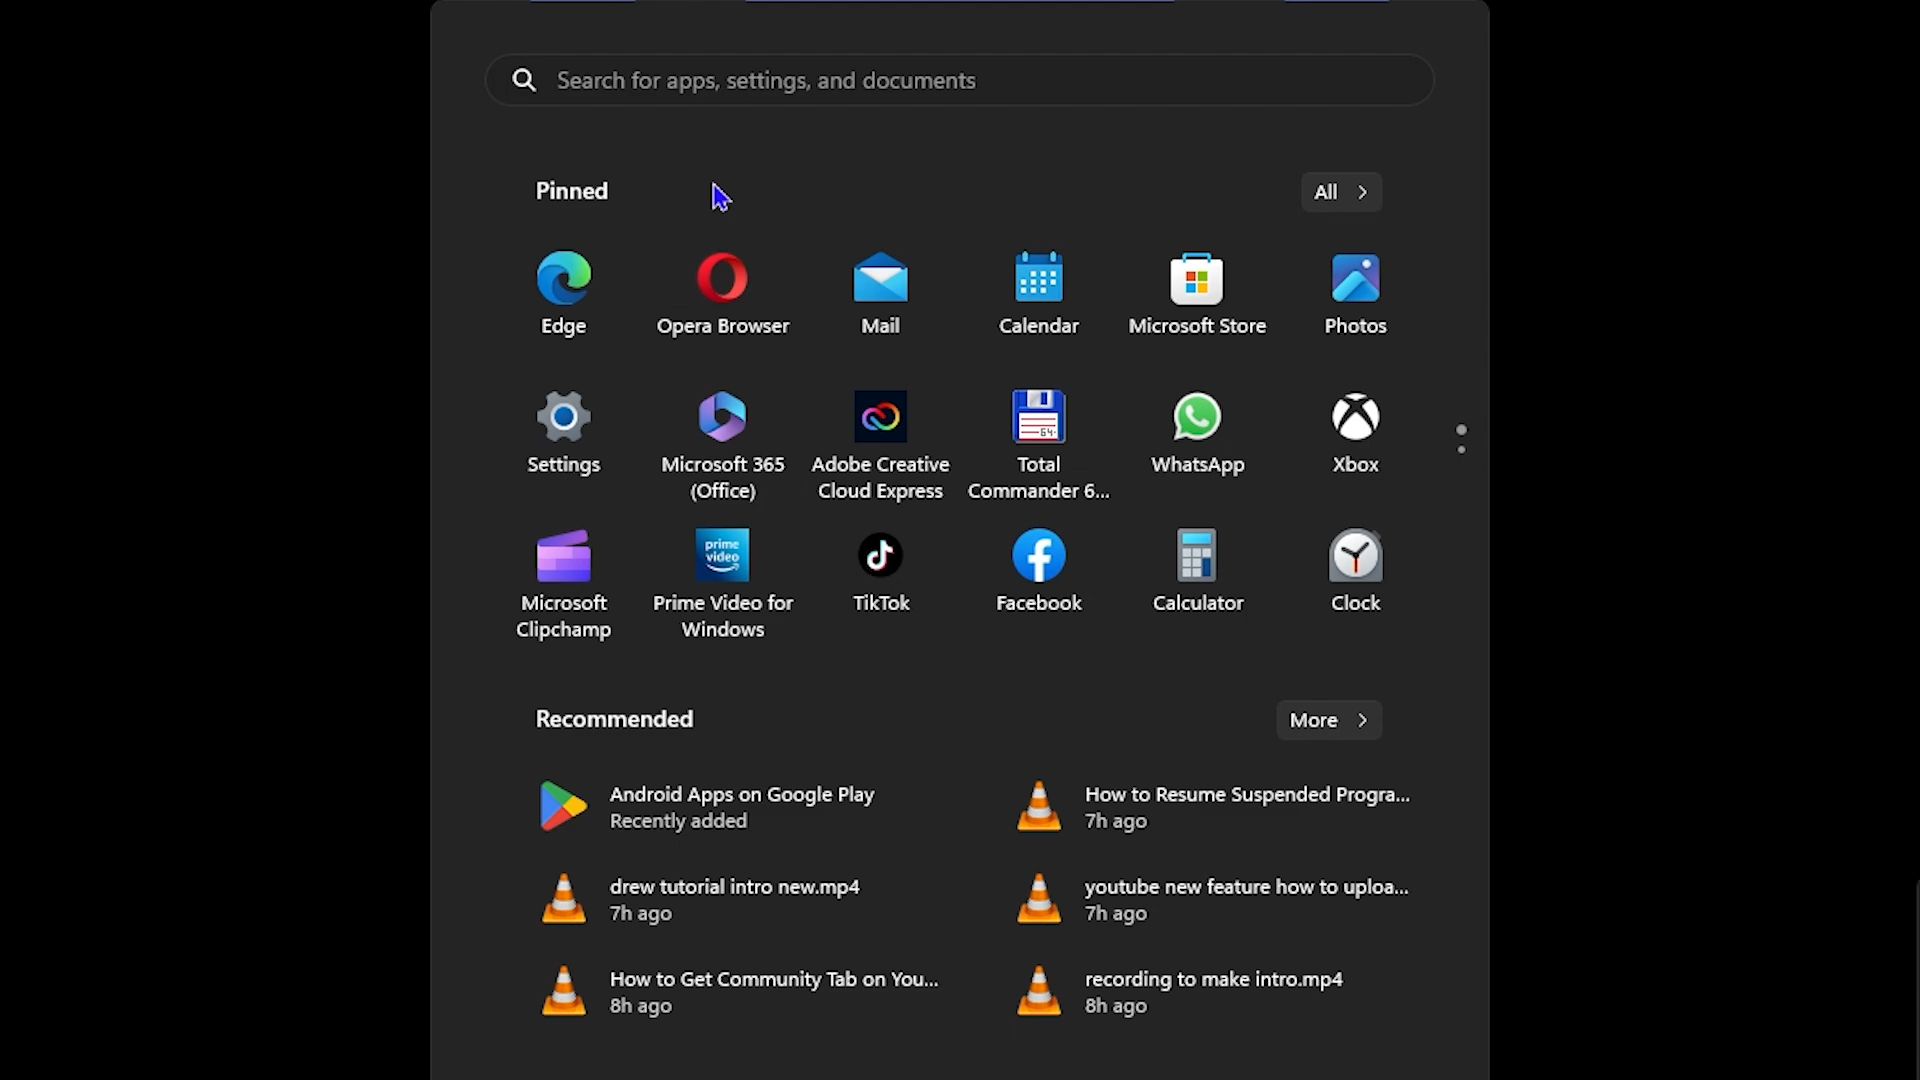 Search for apps, settings, and documents
Pinned
All
Edge
Opera Browser
Mail
Calendar
Microsoft Store
Photos
64
Settings
Microsoft 365
(Office)
Adobe Creative
Cloud Express
Total
Commander 6...
WhatsApp
Xbox
prime
video
Microsoft
Clipchamp
Prime Video for
Windows
TikTok
Facebook
Calculator
Clock
Recommended
More
Android Apps on Google Play
Recently added
How to Resume Suspended Progra...
7h ago
drew tutorial intro new.mp4
7h ago
youtube new feature how to uploa...
7h ago
How to Get Community Tab on You...
8h ago
recording to make intro.mp4
8h ago